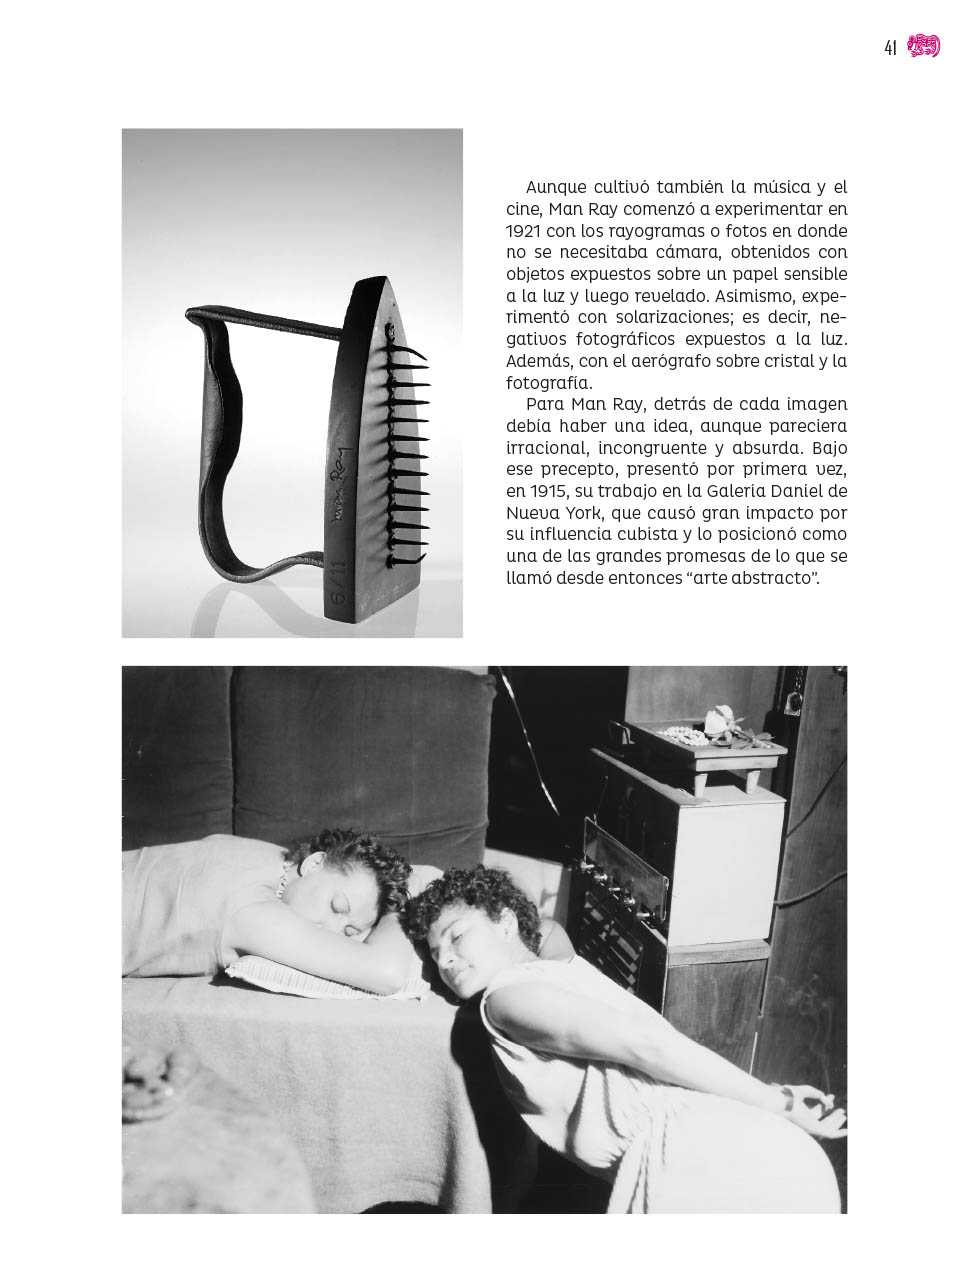 41
Aunque cultivó también la música y el
cine, Man Ray comenzó a experimentar en
1921 con los rayogramas o fotos en donde
no se necesitaba cámara, obtenidos con
objetos expuestos sobre un papel sensible
a la luz y luego revelado. Asimismo, expe-
rimentó con solarizaciones; es decir, ne-
gativos fotográficos expuestos a la luz.
Además, con el aerógrafo sobre cristal y la
fotografía.
Para Man Ray, detrás de cada imagen
debía haber una idea, aunque pareciera
irracional, incongruente y absurda. Bajo
ese precepto, presentó por primera vez,
en 1915, su trabajo en la Galería Daniel de
Nueva York, que causó gran impacto por
su influencia cubista y lo posicionó como
una de las grandes promesas de lo que se
llamó desde entonces “arte abstracto”.
Man Ray
6/11